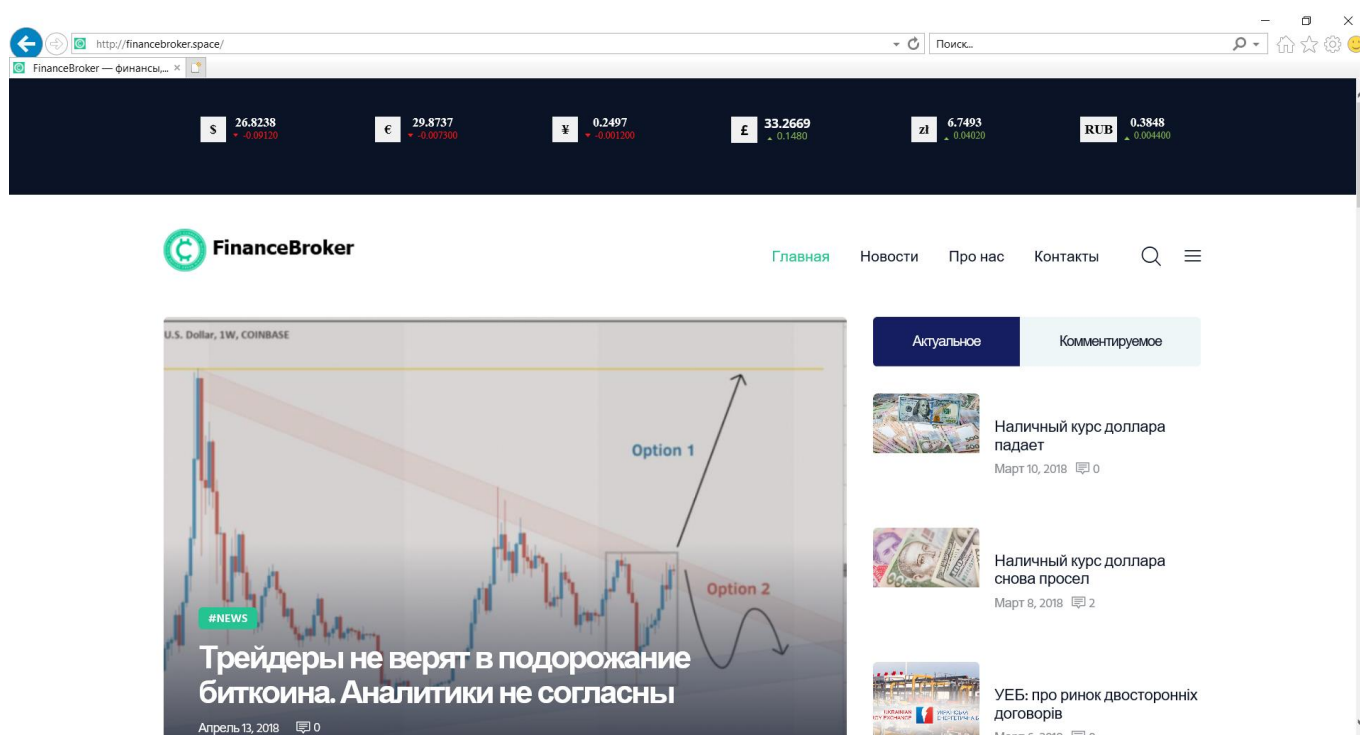 http://financebroker.space/
Поиск...
FinanceBroker — финансы,...
$ 26.8238
-0.09120
€ 29.8737
-0.007300
¥ 0.2497
-0.001200
£ 33.2669
0.1480
zł 6.7493
0.04020
RUB 0.3848
0.004400
FinanceBroker
Главная Новости Про нас Контакты
U.S. Dollar, 1W, COINBASE
Option 1
Option 2
#NEWS
Трейдеры не верят в подорожание
биткоина. Аналитики не согласны
Апрель 13, 2018 0
Актуальное Комментируемое
Наличный курс доллара
падает
Март 10, 2018 0
Наличный курс доллара
снова просел
Март 8, 2018 2
УЕБ: про ринок двосторонніх
договорів
Март 6, 2018 0